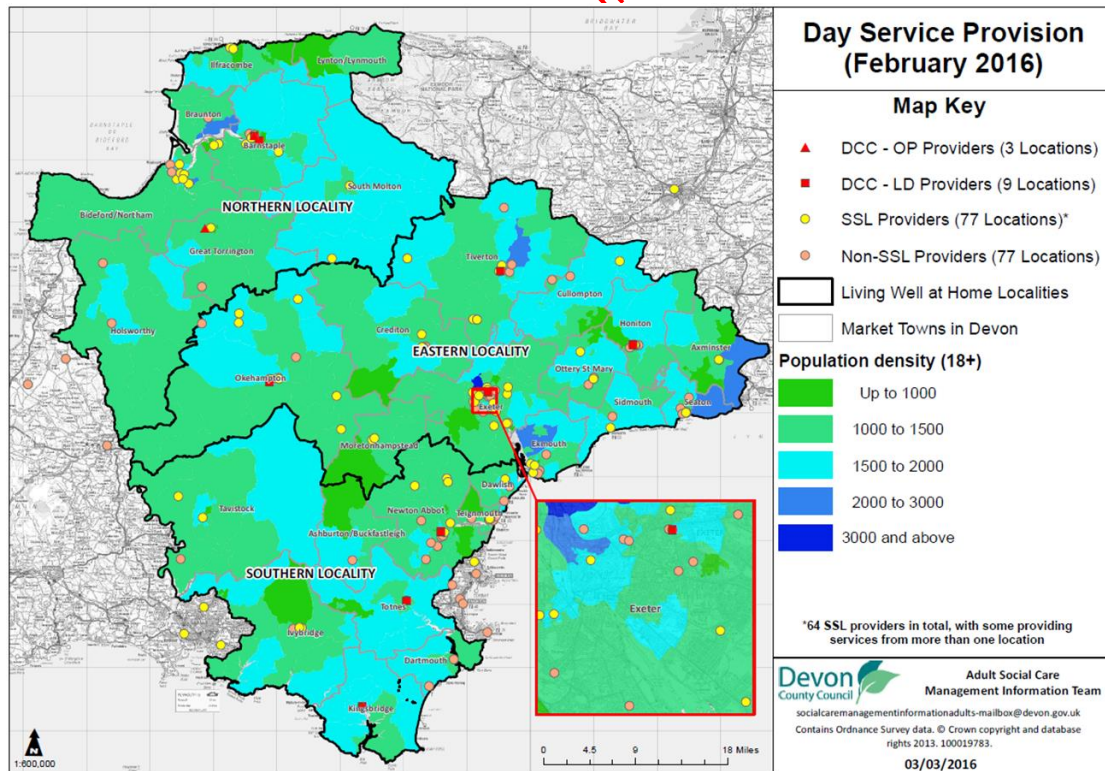 Day Service Provision
(February 2016)
Map Key
DCC - OP Providers (3 Locations)
DCC - LD Providers (9 Locations)
SSL Providers (77 Locations)*
Non-SSL Providers (77 Locations)
Living Well at Home Localities
Market Towns in Devon
Population density (18+)
Up to 1000
1000 to 1500
1500 to 2000
2000 to 3000
3000 and above
*64 SSL providers in total, with some providing
services from more than one location
Devon
County Council
Adult Social Care
Management Information Team
socialcaremanagementinformationadults-mailbox@devon.gov.uk
Contains Ordnance Survey data. © Crown copyright and database
rights 2013. 100019783.
03/03/2016
BRIDGWATER
BAY
Ilfracombe
Lynton/Lynmouth
Braunton
BARNSTAPLE
OR
BIDEFORD
BAY
Barnstaple
South Molton
NORTHERN LOCALITY
Bideford/Northam
Great Torrington
Tiverton
Cullompton
Holsworthy
Crediton
Honiton
Axminster
EASTERN LOCALITY
Okehampton
Ottery St Mary
Exeter
Sidmouth
Seaton
Moretonhampstead
Exmouth
Dawlish
Tavistock
Newton Abbot
Teignmouth
Ashburton/Buckfastleigh
SOUTHERN LOCALITY
Totnes
Ivybridge
Dartmouth
Kingsbridge
Exeter
N
1:600,000
0 4.5 9 18 Miles